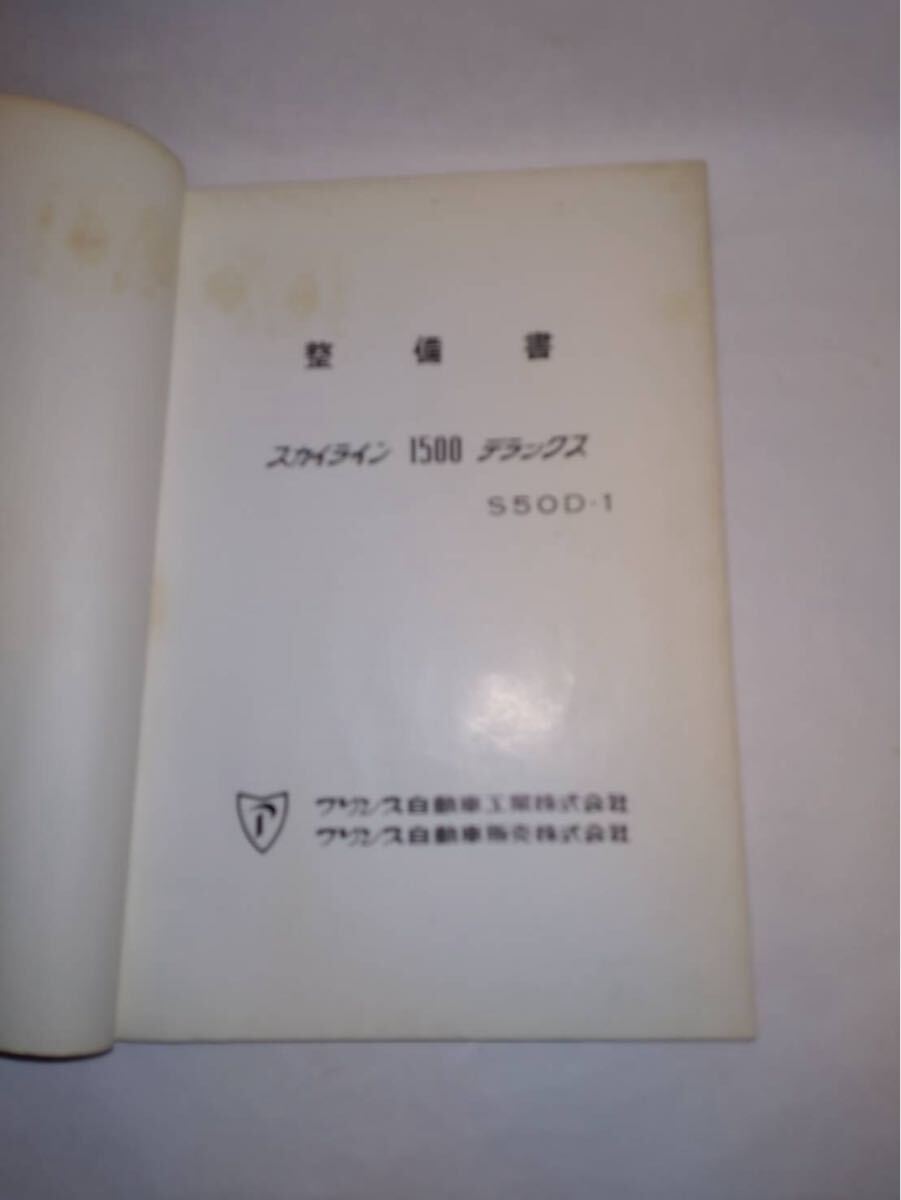 整備書
スカイライン 1500 デラックス
S50D-1
プリンス自動車工業株式会社
プリンス自動車販売株式会社